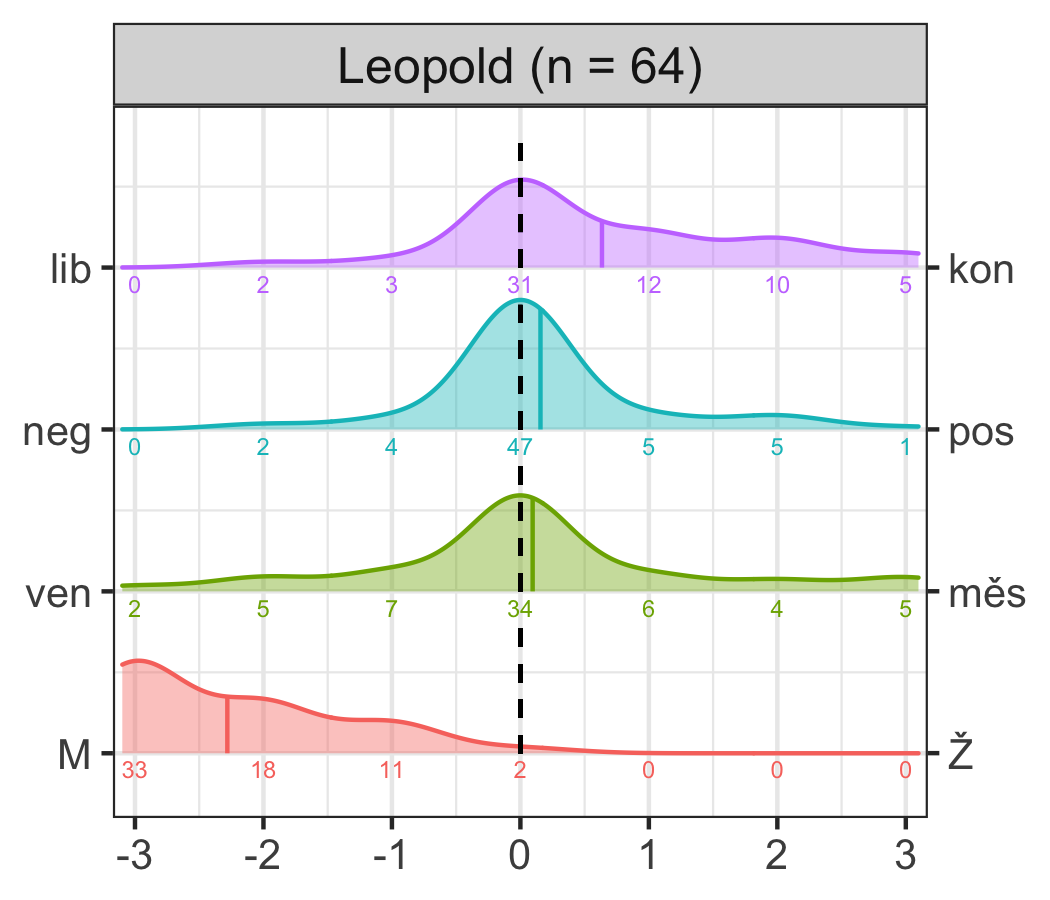 Leopold (n = 64)
lib kon
0 2 3 31 12 10 5
neg pos
0 2 4 47 5 5 1
ven měs
2 5 7 34 6 4 5
M Ž
33 18 11 2 0 0 0
-3 -2 -1 0 1 2 3